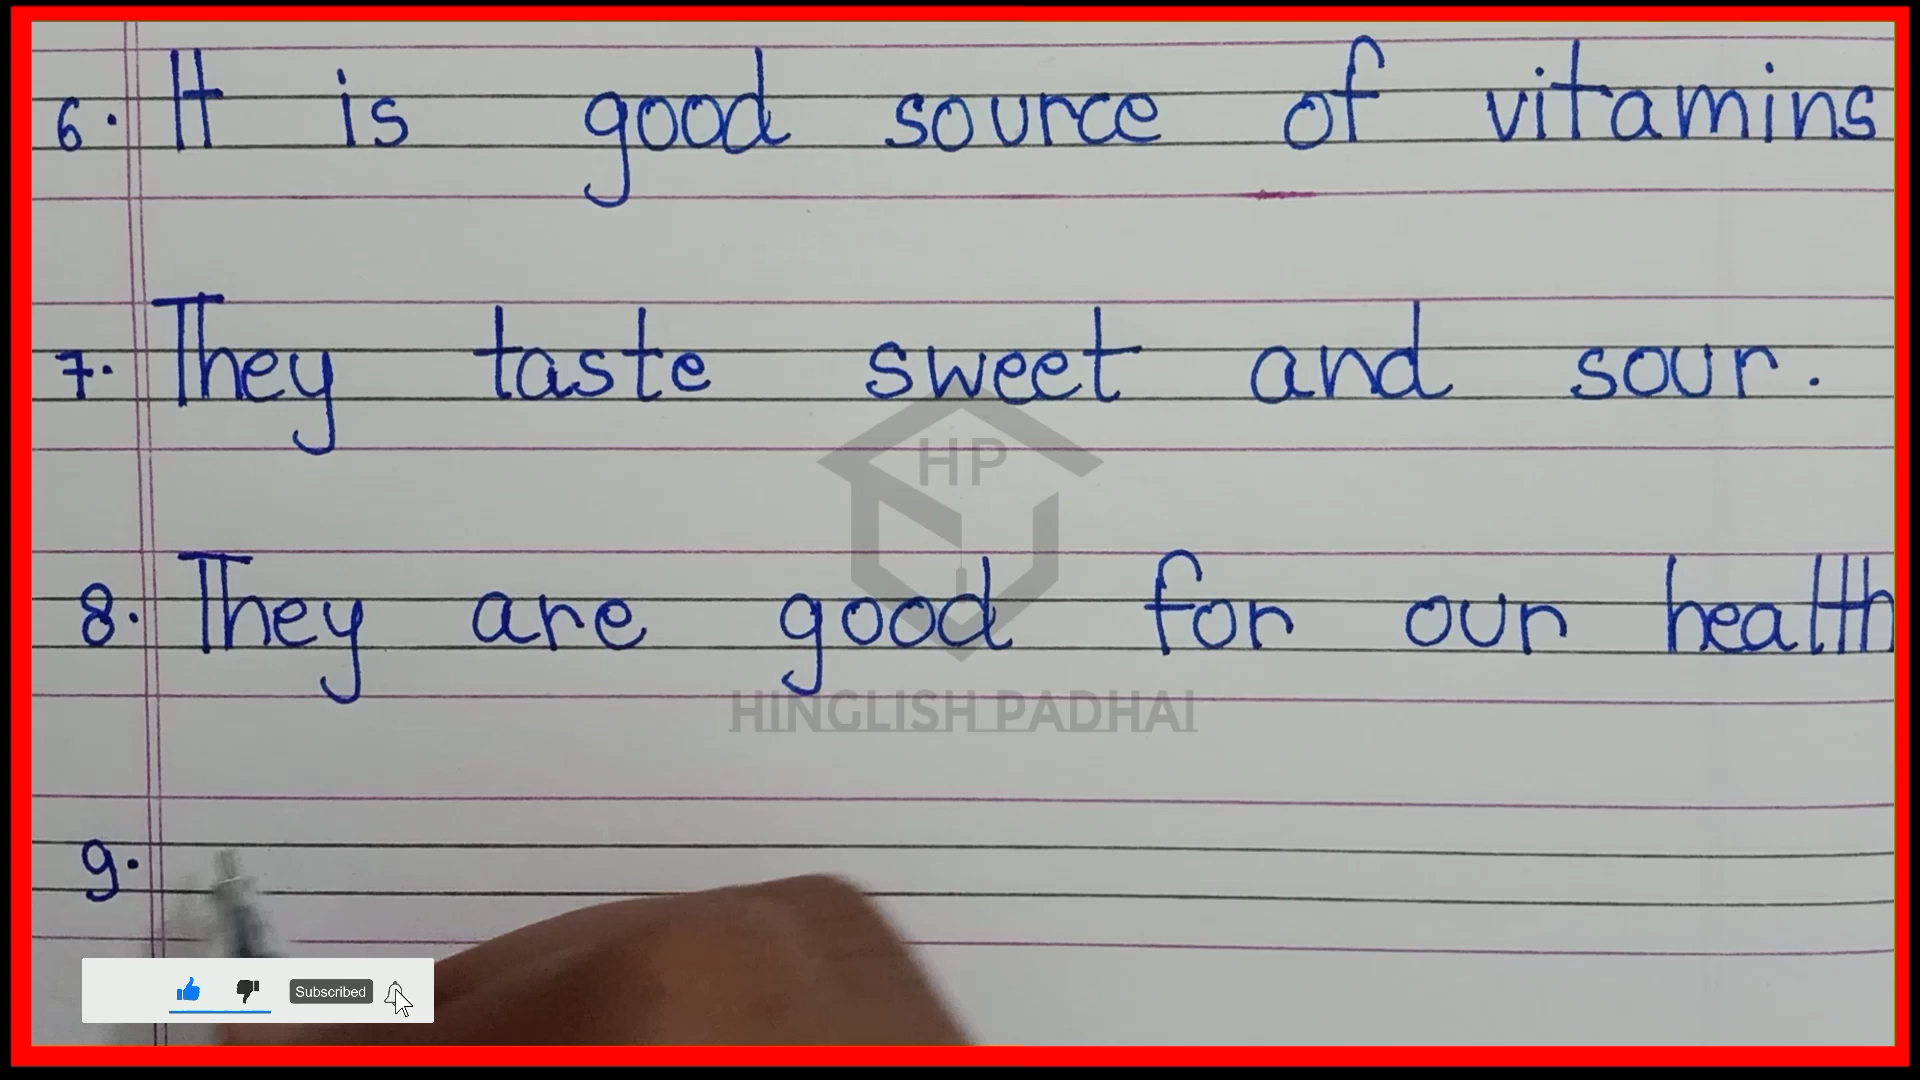 6. It is good source of vitamins
7. They taste sweet and sour.
HP
8. They are good for our health
HINGLISH PADHAI
9.
Subscribed